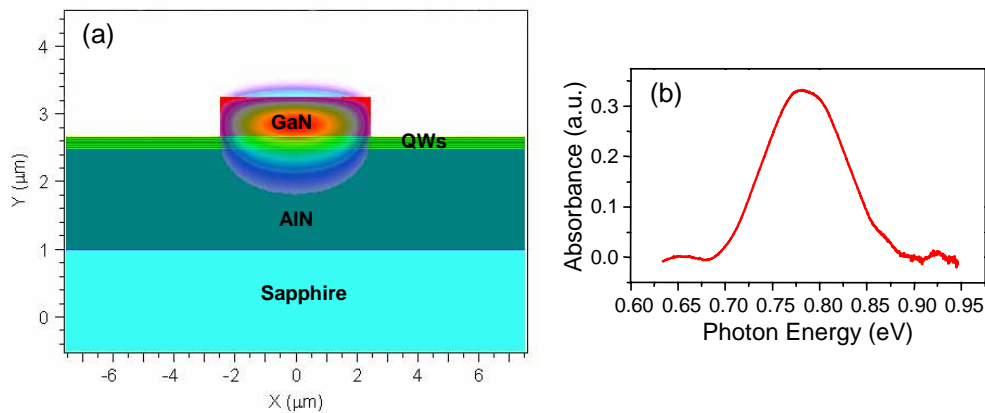 (a)
GaN
QWs
AlN
Sapphire
4
3
2
1
0
Y (μm)
-6
-4
-2
0
2
4
6
X (μm)
(b)
0.3
0.2
0.1
0.0
Absorbance (a.u.)
0.60 0.65 0.70 0.75 0.80 0.85 0.90 0.95
Photon Energy (eV)